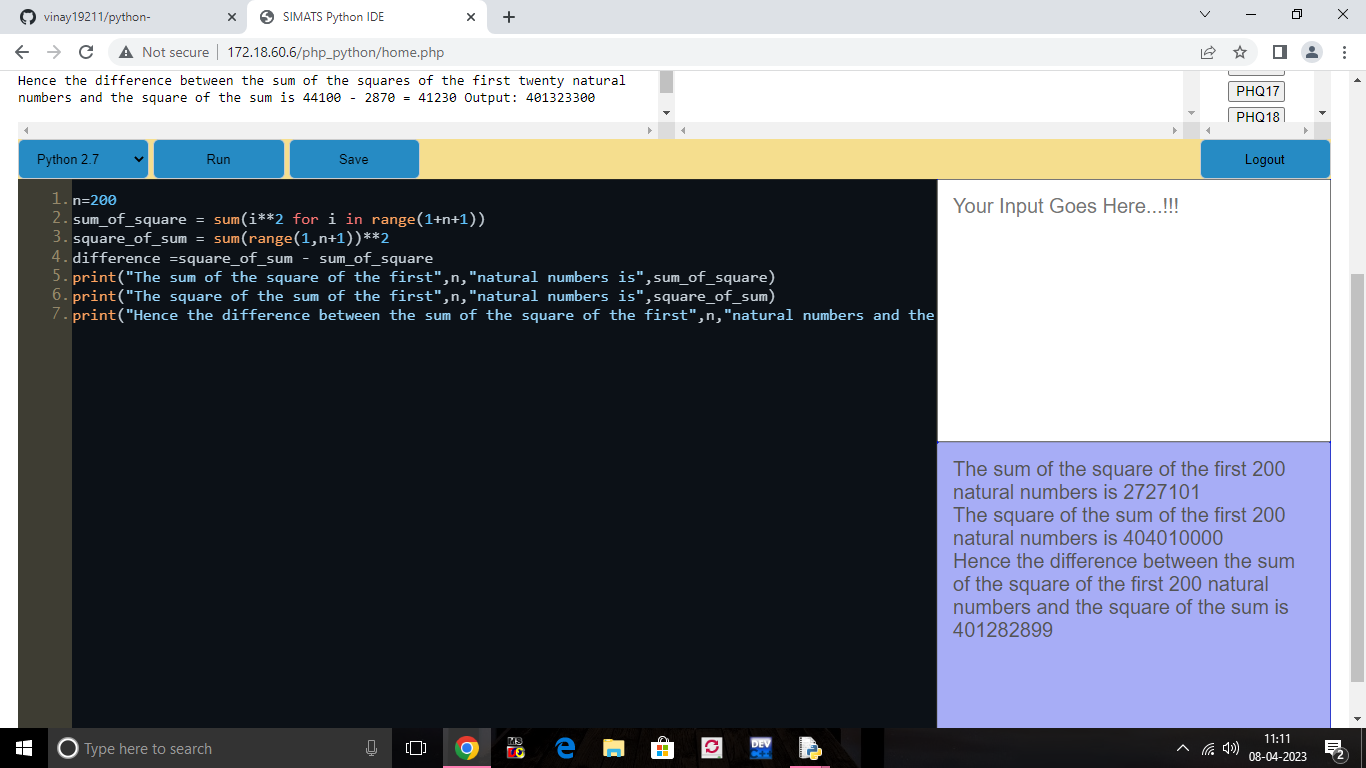 vinay19211/python-
SIMATS Python IDE
Not secure
172.18.60.6/php_python/home.php
Hence the difference between the sum of the squares of the first twenty natural
numbers and the square of the sum is 44100 - 2870 = 41230 Output: 401323300
PHQ17
PHQ18
Python 2.7
Run
Save
Logout
1. n=200
2. sum_of_square = sum(i**2 for i in range(1+n+1))
3. square_of_sum = sum(range(1,n+1))**2
4. difference =square_of_sum - sum_of_square
5. print("The sum of the square of the first",n,"natural numbers is",sum_of_square)
6. print("The square of the sum of the first",n,"natural numbers is",square_of_sum)
7. print("Hence the difference between the sum of the square of the first",n,"natural numbers and the
Your Input Goes Here...!!!
The sum of the square of the first 200
natural numbers is 2727101
The square of the sum of the first 200
natural numbers is 404010000
Hence the difference between the sum
of the square of the first 200 natural
numbers and the square of the sum is
401282899
Type here to search
DEV
11:11
08-04-2023
2